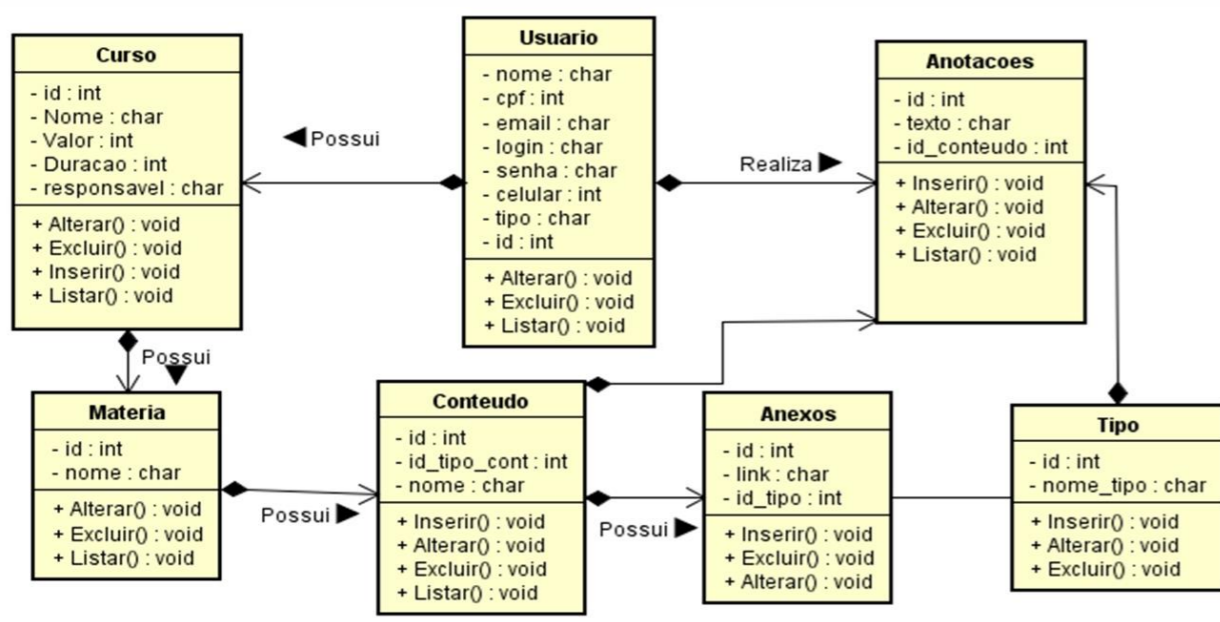 Curso
- id : int
- Nome : char
- Valor : int
- Duracao : int
- responsavel : char
+ Alterar() : void
+ Excluir() : void
+ Inserir() : void
+ Listar() : void
Possui
Usuario
- nome : char
- cpf : int
- email : char
- login : char
- senha : char
- celular : int
- tipo : char
- id : int
+ Alterar() : void
+ Excluir() : void
+ Listar() : void
Realiza
Anotacoes
- id : int
- texto : char
- id_conteudo : int
+ Inserir() : void
+ Alterar() : void
+ Excluir() : void
+ Listar() : void
Possui
Materia
- id : int
- nome : char
+ Alterar() : void
+ Excluir() : void
+ Listar() : void
Possui
Conteudo
- id : int
- id_tipo_cont : int
- nome : char
+ Inserir() : void
+ Alterar() : void
+ Excluir() : void
+ Listar() : void
Possui
Anexos
- id : int
- link : char
- id_tipo : int
+ Inserir() : void
+ Excluir() : void
+ Alterar() : void
Tipo
- id : int
- nome_tipo : char
+ Inserir() : void
+ Alterar() : void
+ Excluir() : void